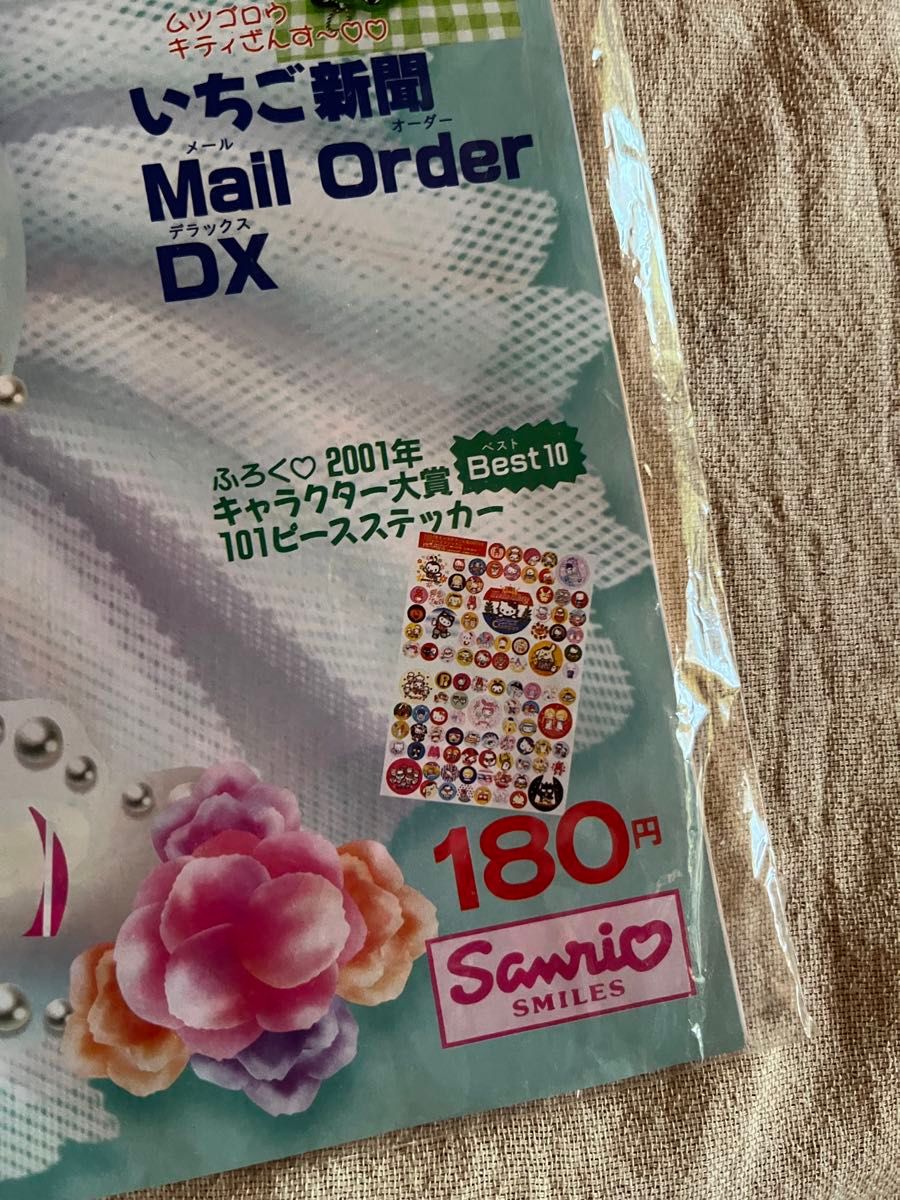 ムツゴロウ
キティざんす〜♡♡
いちご新聞
メール オーダー
Mail Order
デラックス
DX
ふろく♡ 2001年
キャラクター大賞
ベスト
Best10
101ピースステッカー
180円
Sanrio
SMILES